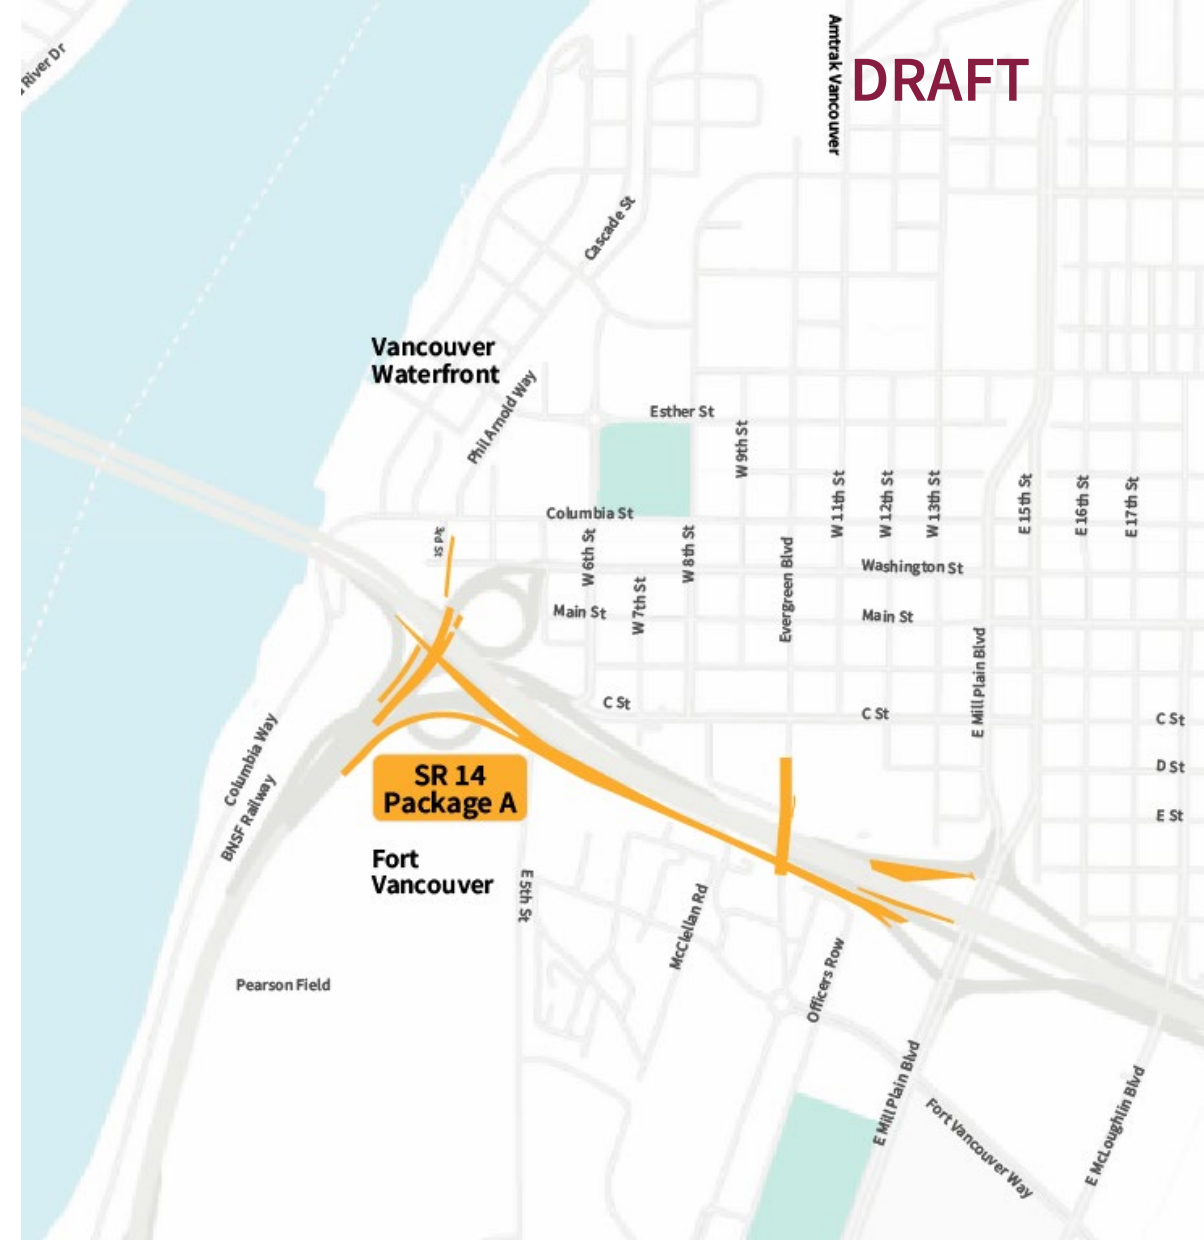 Amtrak Vancouver
DRAFT
River Dr
Cascade St
Vancouver
Waterfront
Phil Arnold Way
Esther St
W 9th St
W 11th St
W 12th St
W 13th St
E 15th St
E 16th St
E 17th St
Columbia St
3rd St
W 6th St
W 8th St
Evergreen Blvd
Washington St
W 7th St
Main St
Main St
E Mill Plain Blvd
C St
C St
C St
D St
E St
Columbia Way
BNSF Railway
SR 14
Package A
Fort
Vancouver
E 5th St
McClellan Rd
Officers Row
Pearson Field
E Mill Plain Blvd
Fort Vancouver Way
E McLoughlin Blvd